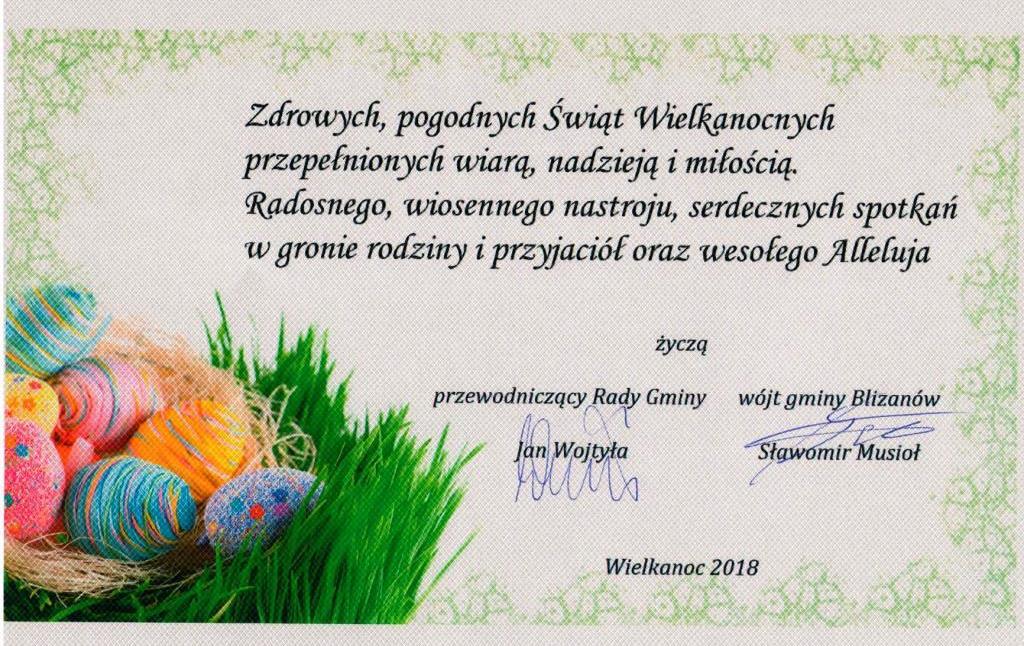 Zdrowych, pogodnych Świąt Wielkanocnych
przepełnionych wiarą, nadzieją i miłością.
Radosnego, wiosennego nastroju, serdecznych spotkań
w gronie rodziny i przyjaciół oraz wesołego Alleluja
życzą
przewodniczący Rady Gminy wójt gminy Blizanów
Jan Wojtyła Sławomir Musioł
Wielkanoc 2018